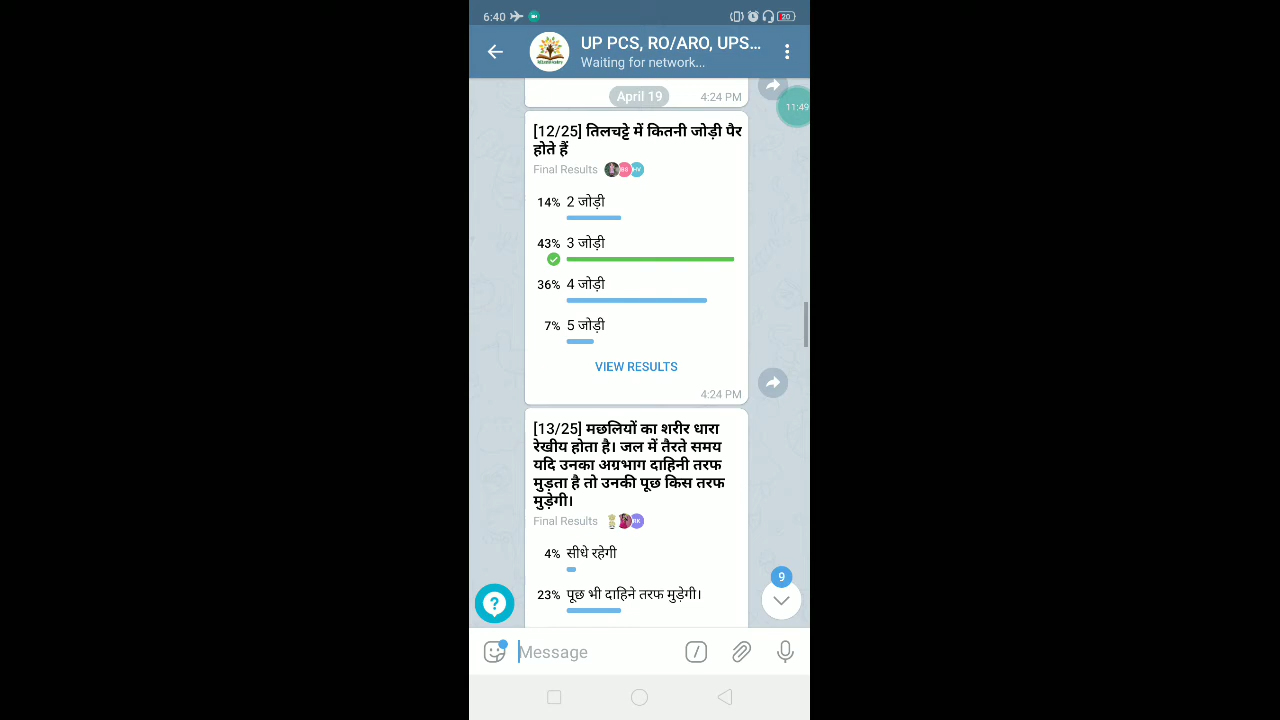 6:40
20
UP PCS, RO/ARO, UPS...
Waiting for network...
April 19
4:24 PM
11:49
[12/25] तिलचट्टे में कितनी जोड़ी पैर
होते हैं
Final Results
14% 2 जोड़ी
43% 3 जोड़ी
36% 4 जोड़ी
7% 5 जोड़ी
VIEW RESULTS
4:24 PM
[13/25] मछलियों का शरीर धारा
रेखीय होता है। जल में तैरते समय
यदि उनका अग्रभाग दाहिनी तरफ
मुड़ता है तो उनकी पूछ किस तरफ
मुड़ेगी।
Final Results
4% सीधे रहेगी
9
23% पूछ भी दाहिने तरफ मुड़ेगी।
Message